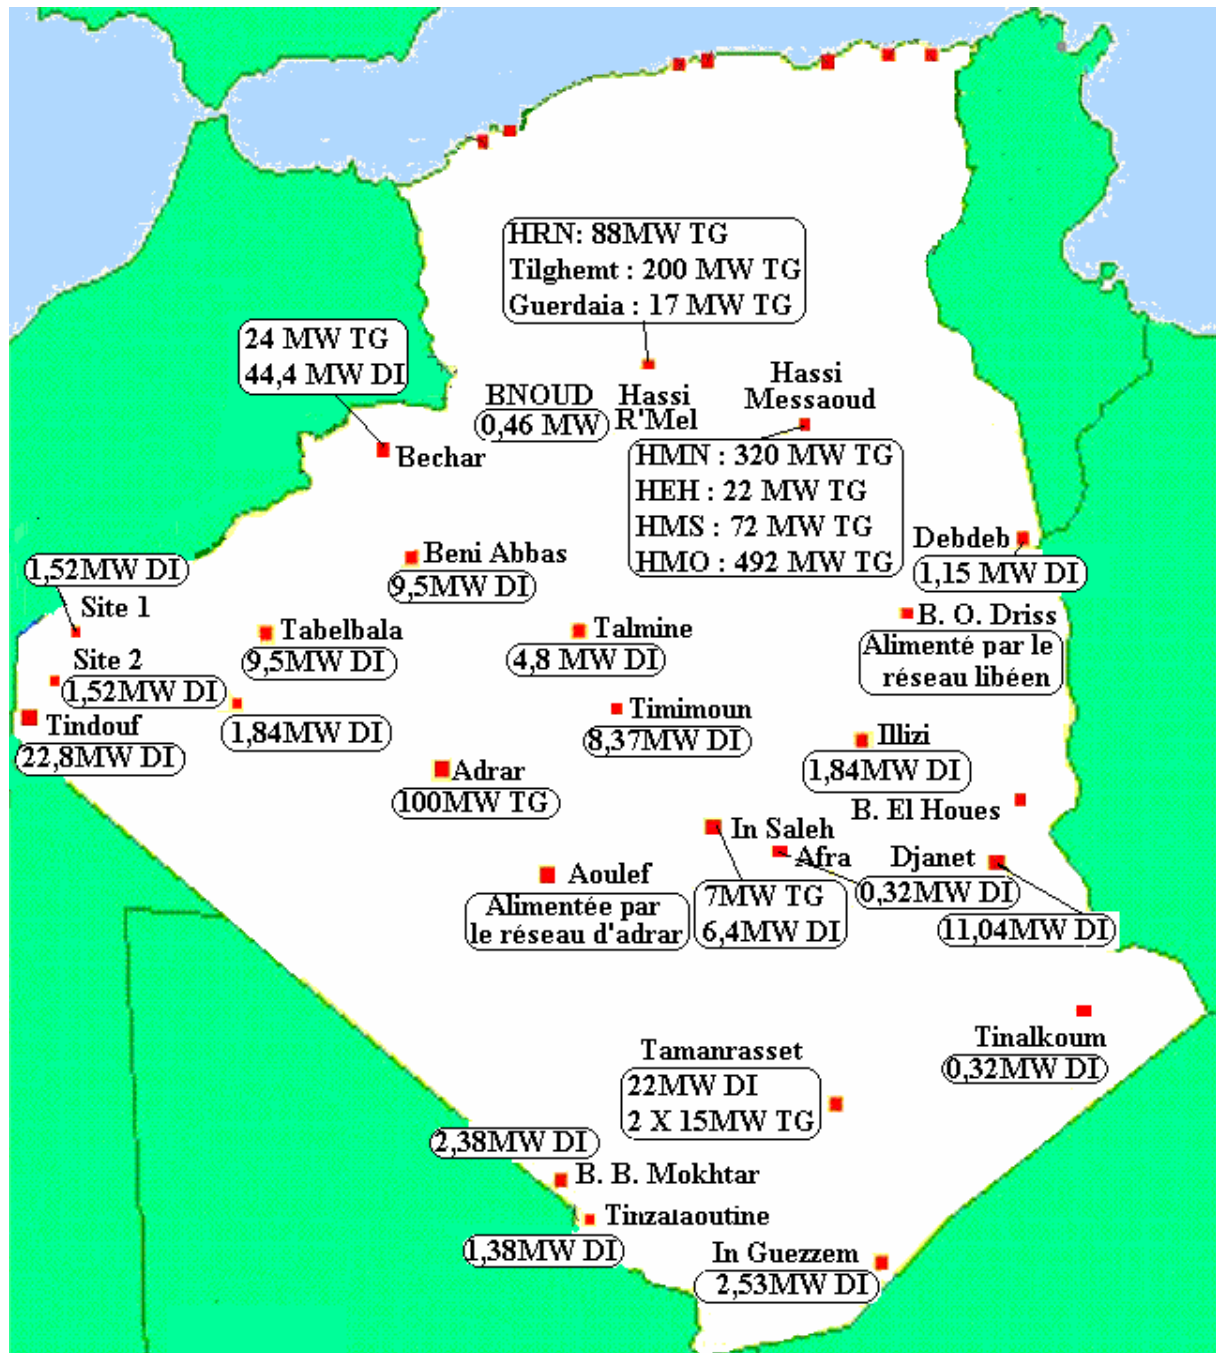 HRN: 88MW TG
Tilghemt : 200 MW TG
Guerdaia : 17 MW TG
24 MW TG
44,4 MW DI
Bechar
BNOUD
0,46 MW
Hassi
R'Mel
Hassi
Messaoud
HMN : 320 MW TG
HEH : 22 MW TG
HMS : 72 MW TG
HMO : 492 MW TG
Debdeb
1,15 MW DI
Beni Abbas
9,5MW DI
1,52MW DI
Site 1
Tabelbala
9,5MW DI
Talmine
4,8 MW DI
B. O. Driss
Alimenté par le
réseau libéen
Site 2
1,52MW DI
Tindouf
22,8MW DI
1,84MW DI
Timimoun
8,37MW DI
Illizi
1,84MW DI
Adrar
100MW TG
B. El Houes
In Saleh
7MW TG
6,4MW DI
Afra
0,32MW DI
Djanet
11,04MW DI
Aoulef
Alimentée par
le réseau d'adrar
Tinalkoum
0,32MW DI
Tamanrasset
22MW DI
2 X 15MW TG
2,38MW DI
B. B. Mokhtar
Tinzalaoutine
1,38MW DI
In Guezzem
2,53MW DI